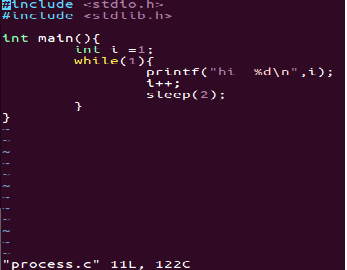 #include <stdio.h>
#include <stdlib.h>
int main(){
        int i =1;
        while(1){
                printf("hi  %d\n",i);
                i++;
                sleep(2);
        }
}
~
~
~
~
~
~
~
~
~
~
~
~
"process.c" 11L, 122C